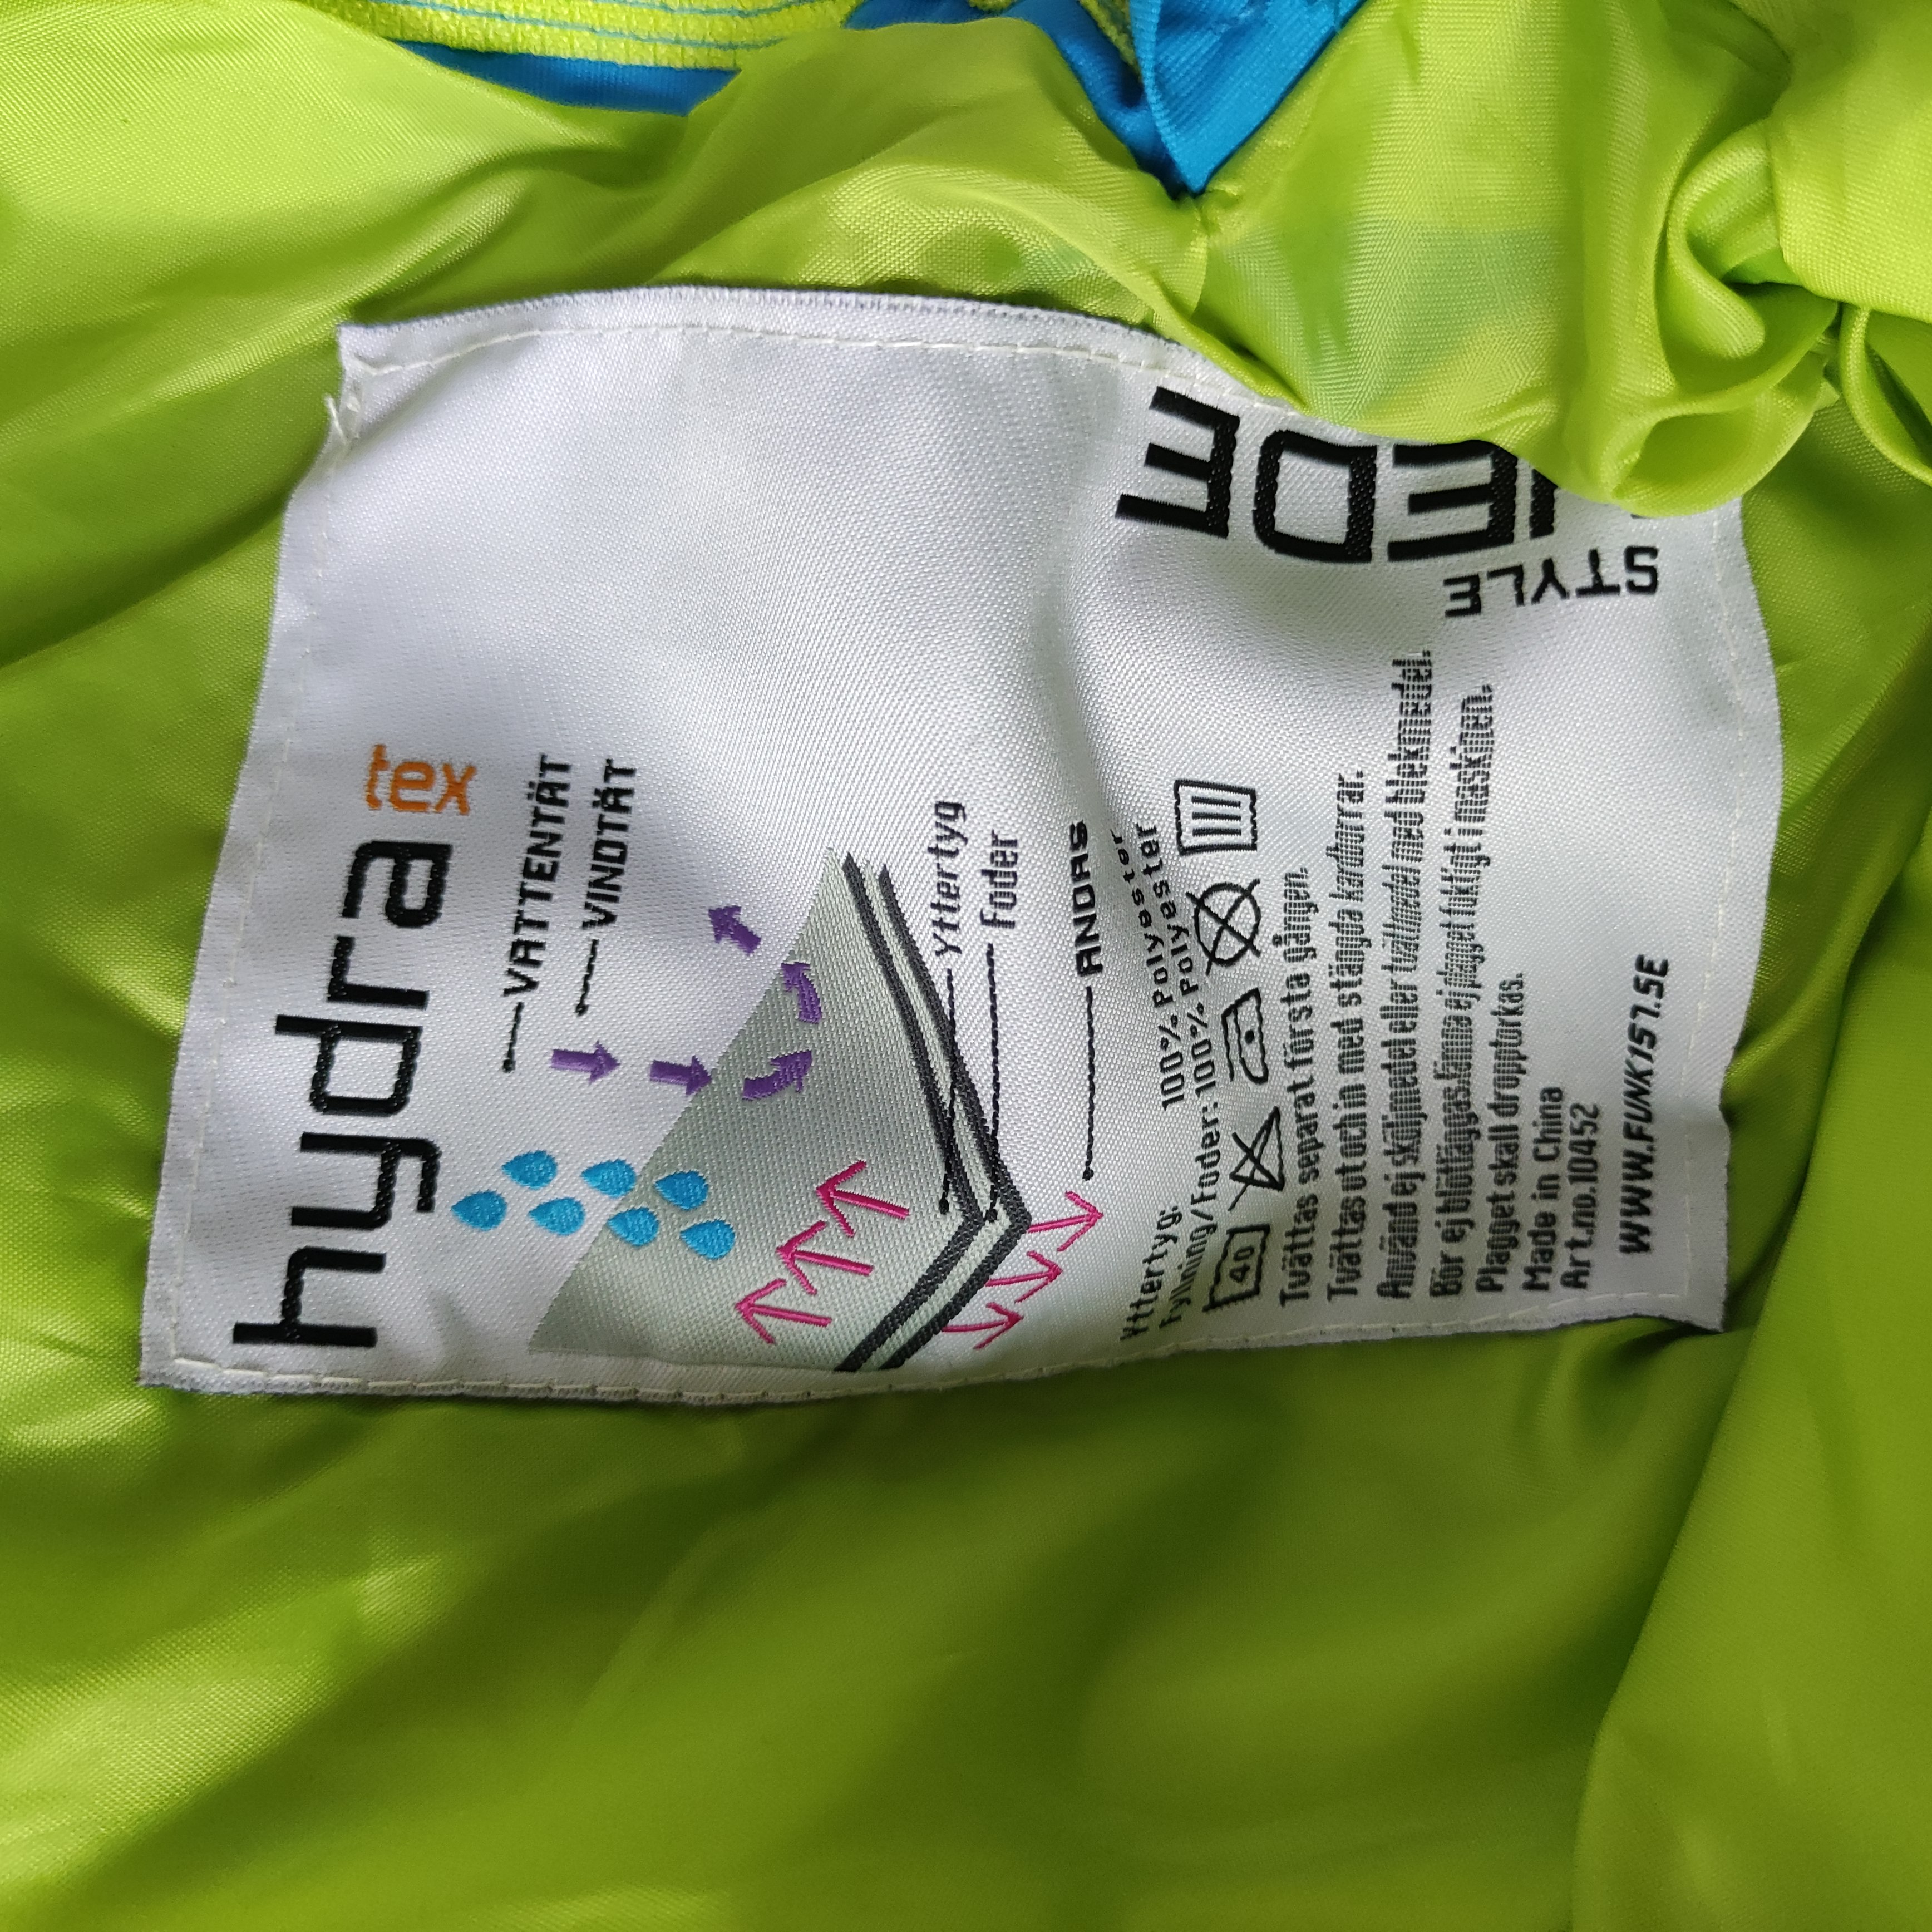 hydra tex
VATTENTÄT
VINDTÄT
Yttertyg
Foder
ANDAS
Yttertyg: 100% Polyester
Fyllning/Foder: 100% Polyester
40
Tvättas separat första gången.
Tvättas ut och in med stängda kardborrar.
Använd ej sköljmedel eller tvättmedel med blekmedel.
Bör ej blötläggas. Lämna ej plagget fuktigt i maskinen.
Plagget skall dropptorkas.
Made in China
Art.no.10452
WWW.FUNK157.SE
STYLE